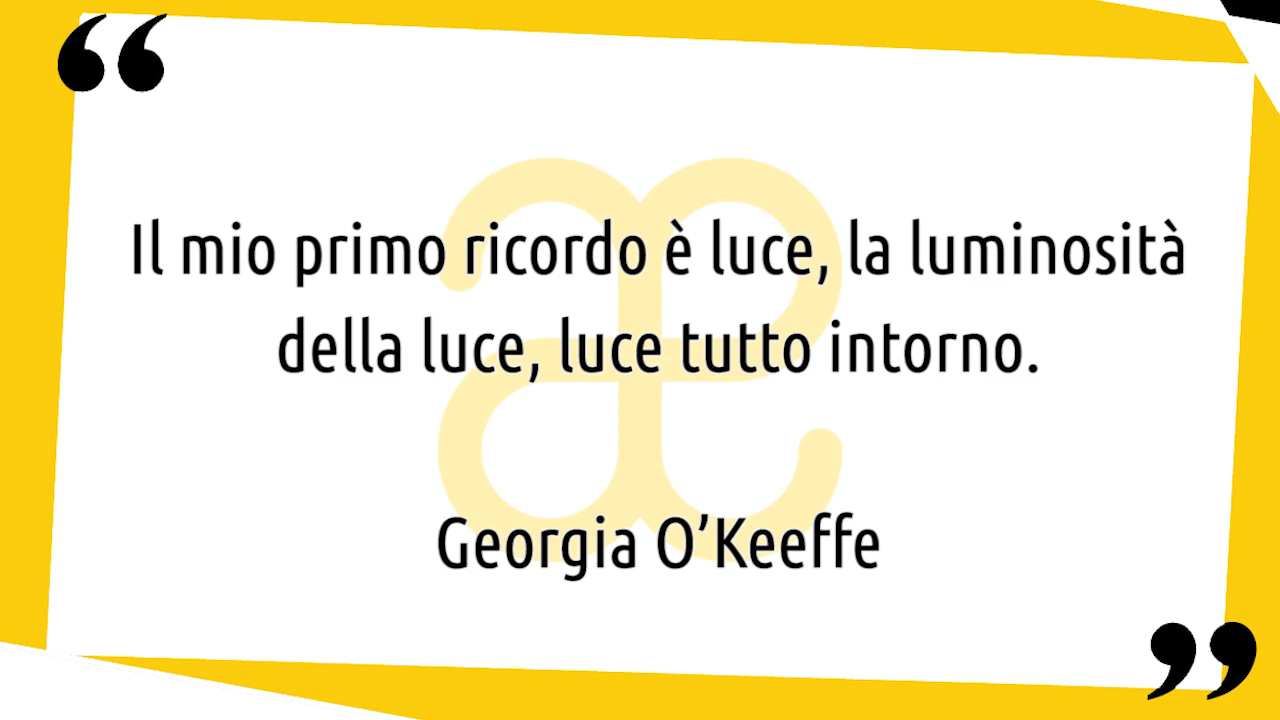 “
Il mio primo ricordo è luce, la luminosità
della luce, luce tutto intorno.
Georgia O’Keeffe
”